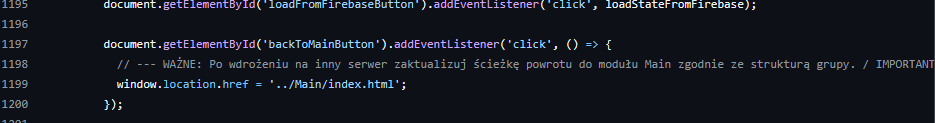 1195 document.getElementById('loadFromFirebaseButton').addEventListener('click', loadStateFromFirebase);
1196
1197 document.getElementById('backToMainButton').addEventListener('click', () => {
1198 // --- WAŻNE: Po wdrożeniu na inny serwer zaktualizuj ścieżkę powrotu do modułu Main zgodnie ze strukturą grupy. / IMPORTANT
1199 window.location.href = '../Main/index.html';
1200 });